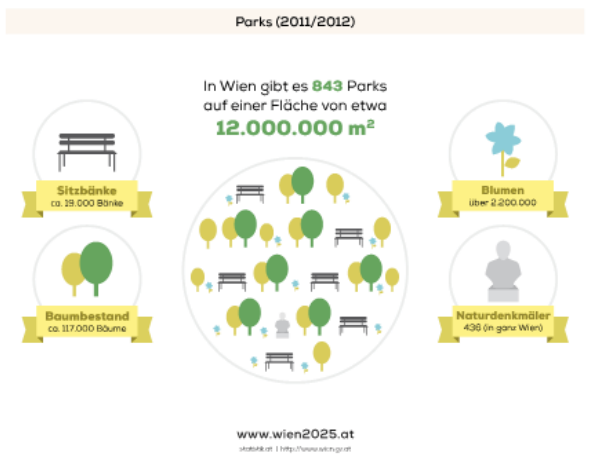 Parks (2011/2012)
In Wien gibt es 843 Parks
auf einer Fläche von etwa
12.000.000 m²
Sitzbänke
ca. 19.000 Bänke
Blumen
über 2.200.000
Baumbestand
ca. 117.000 Bäume
Naturdenkmäler
436 (in ganz Wien)
www.wien2025.at
statistik.at | http://www.wien.gv.at